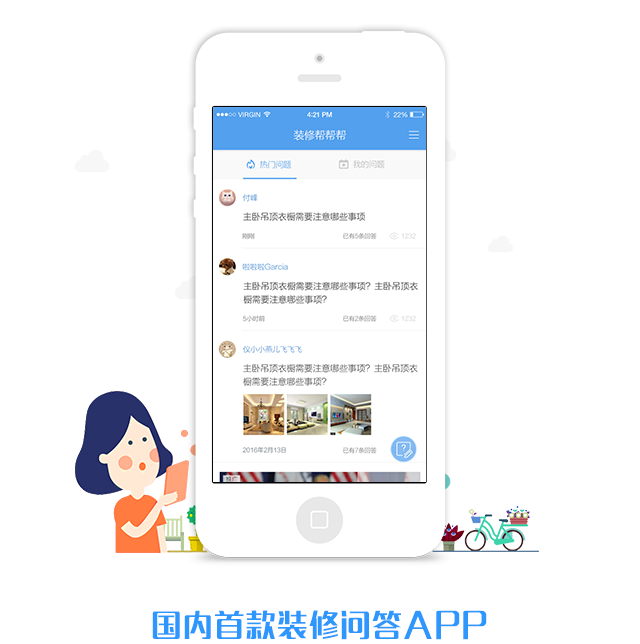 VIRGIN 4:21 PM 22%
装修帮帮帮
热门问题 我的问题
付峰
主卧吊顶衣橱需要注意哪些事项
刚刚 已有5条回答 1232
啦啦啦Garcia
主卧吊顶衣橱需要注意哪些事项？主卧吊顶衣
橱需要注意哪些事项？
5小时前 已有2条回答 1232
仪小小燕儿飞飞飞
主卧吊顶衣橱需要注意哪些事项？主卧吊顶衣
橱需要注意哪些事项？
2016年2月13日 已有7条回答
推广
国内首款装修问答APP